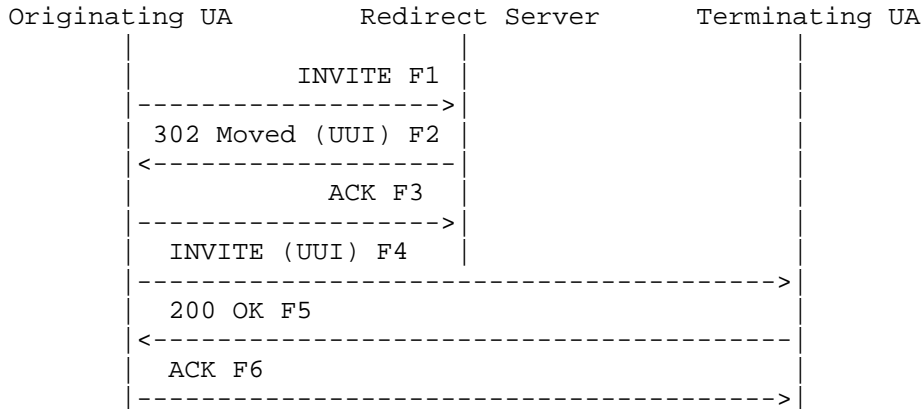 Originating UA Redirect Server Terminating UA
INVITE F1
302 Moved (UUI) F2
ACK F3
INVITE (UUI) F4
200 OK F5
ACK F6